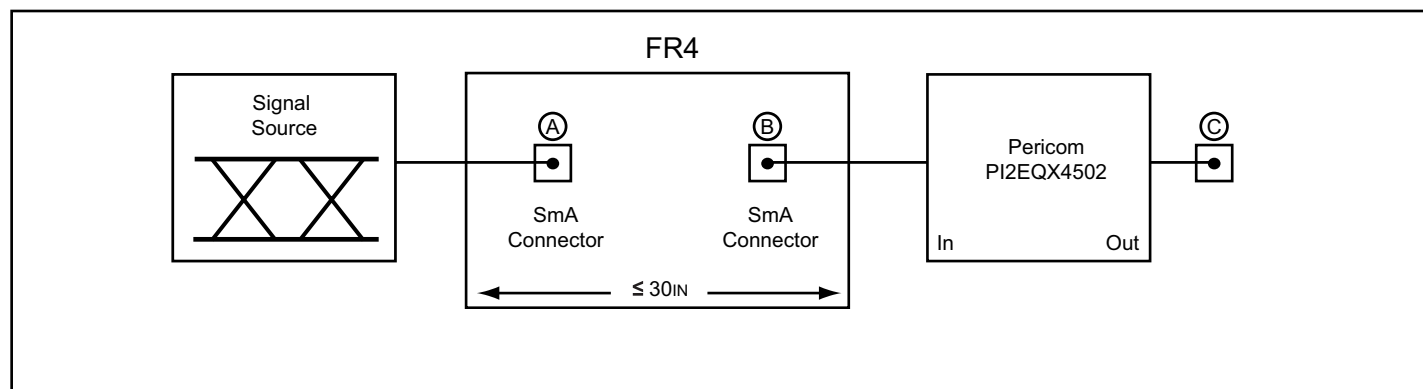 FR4
Signal
Source
A
B
C
SmA
Connector
SmA
Connector
Pericom
PI2EQX4502
In
Out
≤ 30IN